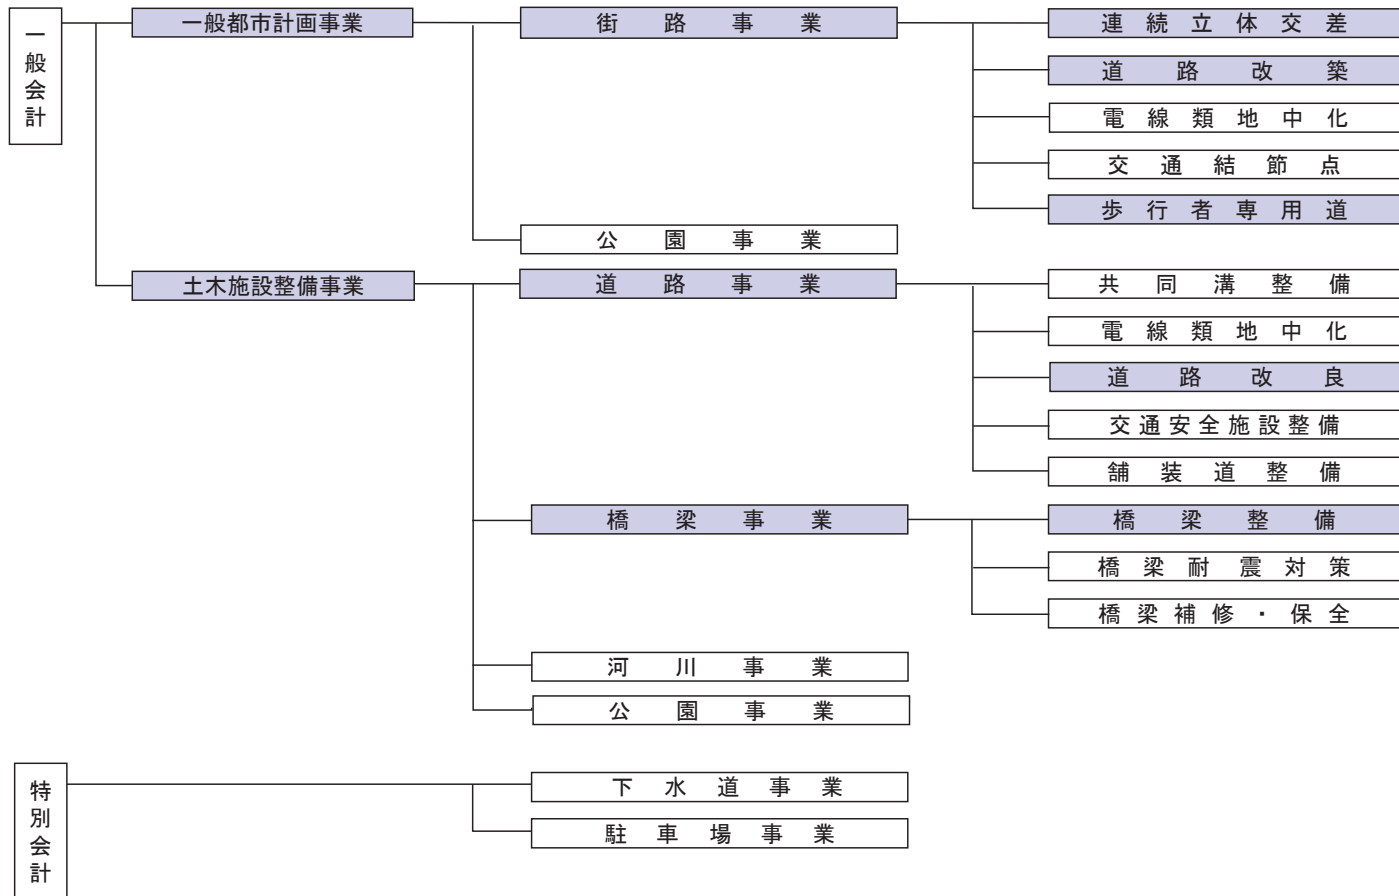 一般会計
一般都市計画事業
街路事業
連続立体交差
道路改築
電線類地中化
交通結節点
歩行者専用道
公園事業
土木施設整備事業
道路事業
共同溝整備
電線類地中化
道路改良
交通安全施設整備
舗装道整備
橋梁事業
橋梁整備
橋梁耐震対策
橋梁補修・保全
河川事業
公園事業
特別会計
下水道事業
駐車場事業